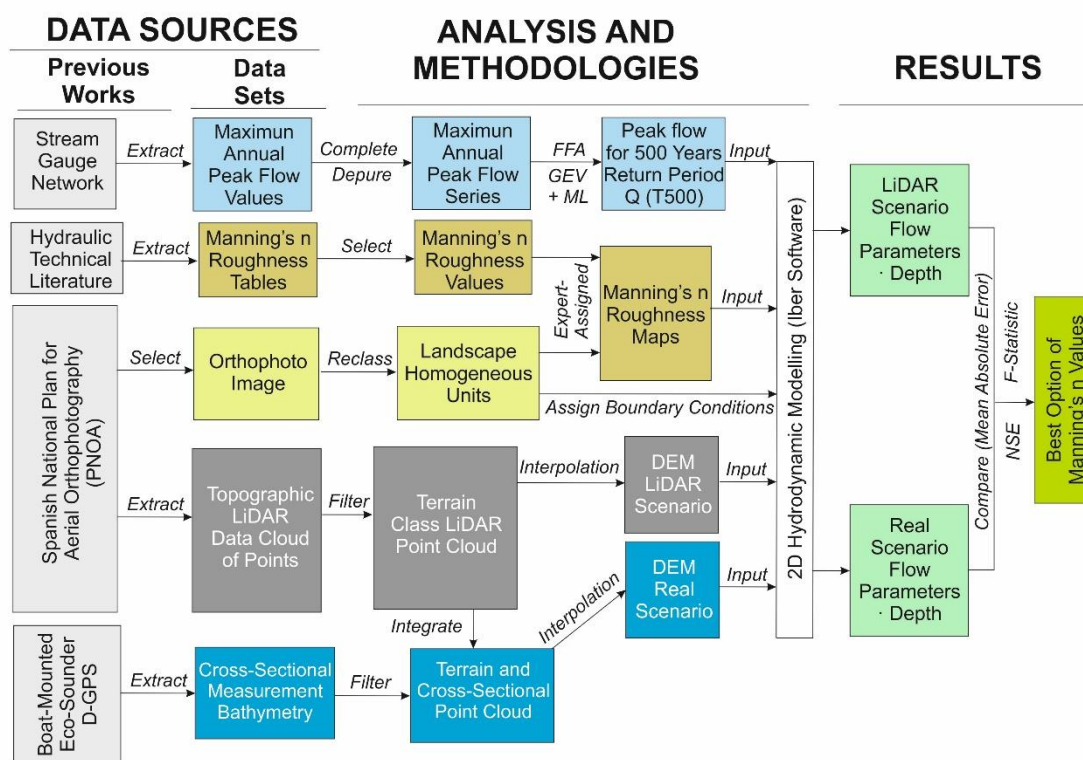 DATA SOURCES
ANALYSIS AND
METHODOLOGIES
RESULTS
Previous
Works
Data
Sets
Stream
Gauge
Network
Extract
Maximun
Annual
Peak Flow
Values
Complete
Depure
Maximun
Annual
Peak Flow
Series
FFA
GEV
+ ML
Peak flow
for 500 Years
Return Period
Q (T500)
Input
Hydraulic
Technical
Literature
Extract
Manning's n
Roughness
Tables
Select
Manning's n
Roughness
Values
Expert-
Assigned
Manning's n
Roughness
Maps
Input
Spanish National Plan for
Aerial Orthophotography
(PNOA)
Select
Orthophoto
Image
Reclass
Landscape
Homogeneous
Units
Assign Boundary Conditions
Extract
Topographic
LiDAR
Data Cloud
of Points
Filter
Terrain
Class LiDAR
Point Cloud
Interpolation
DEM
LiDAR
Scenario
Input
Integrate
Boat-Mounted
Eco-Sounder
D-GPS
Extract
Cross-Sectional
Measurement
Bathymetry
Filter
Terrain and
Cross-Sectional
Point Cloud
Interpolation
DEM
Real
Scenario
Input
2D Hydrodynamic Modelling (Iber Software)
LiDAR
Scenario
Flow
Parameters
· Depth
Real
Scenario
Flow
Parameters
· Depth
Compare (Mean Absolute Error)
NSE
F-Statistic
Best Option of
Manning's n Values